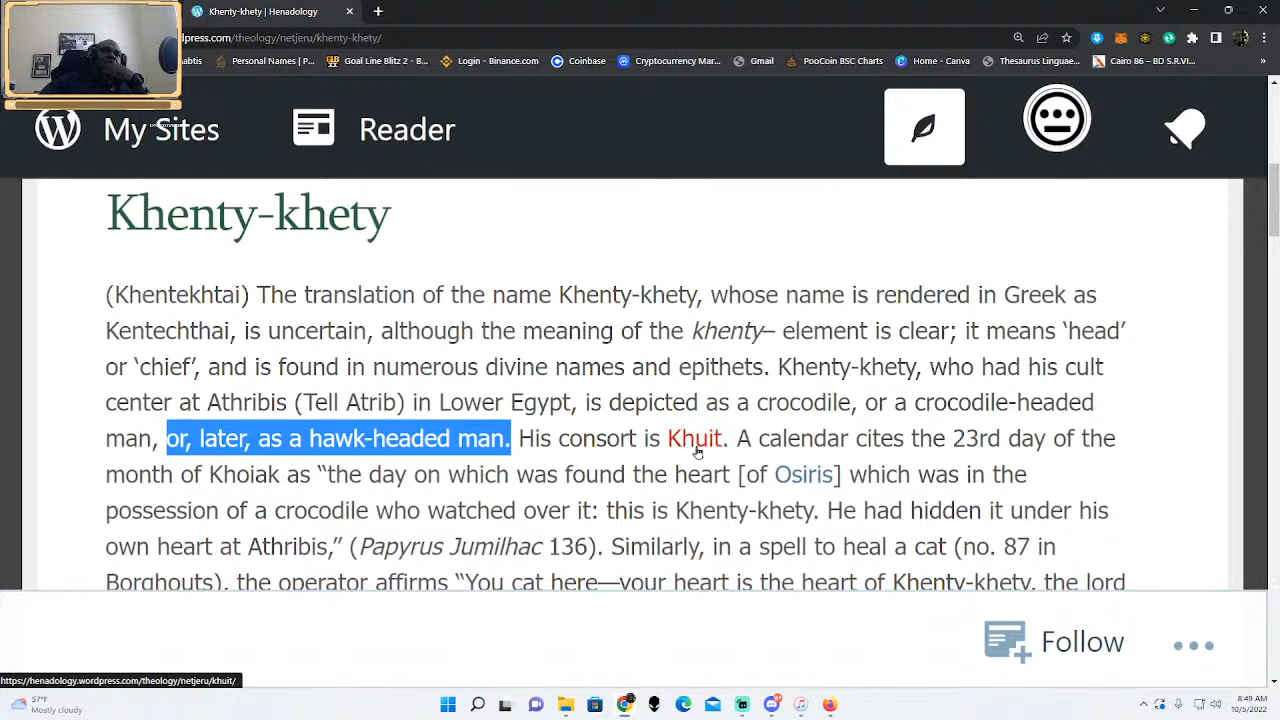 Khenty-khety | Henadology
rdpress.com/theology/netjeru/khenty-khety/
Personal Names | P...
Goal Line Blitz 2 - ...
Login - Binance.com
Coinbase
Cryptocurrency Mar...
Gmail
PooCoin BSC Charts
Home - Canva
Thesaurus Lingiae...
Cairo bei – BD S.R.VI...
»
My Sites
Reader
Khenty-khety
(Khentekhtai) The translation of the name Khenty-khety, whose name is rendered in Greek as
Kentechthai, is uncertain, although the meaning of the khenty– element is clear; it means ‘head’
or ‘chief’, and is found in numerous divine names and epithets. Khenty-khety, who had his cult
center at Athribis (Tell Atrib) in Lower Egypt, is depicted as a crocodile, or a crocodile-headed
man, or, later, as a hawk-headed man. His consort is Khuit. A calendar cites the 23rd day of the
month of Khoiak as “the day on which was found the heart [of Osiris] which was in the
possession of a crocodile who watched over it: this is Khenty-khety. He had hidden it under his
own heart at Athribis,” (Papyrus Jumilhac 136). Similarly, in a spell to heal a cat (no. 87 in
Borghouts), the operator affirms “You cat here—your heart is the heart of Khenty-khety, the lord
Follow
https://henadology.wordpress.com/theology/netjeru/khuit/
57°F
Mostly cloudy
8:49 AM
10/5/2022